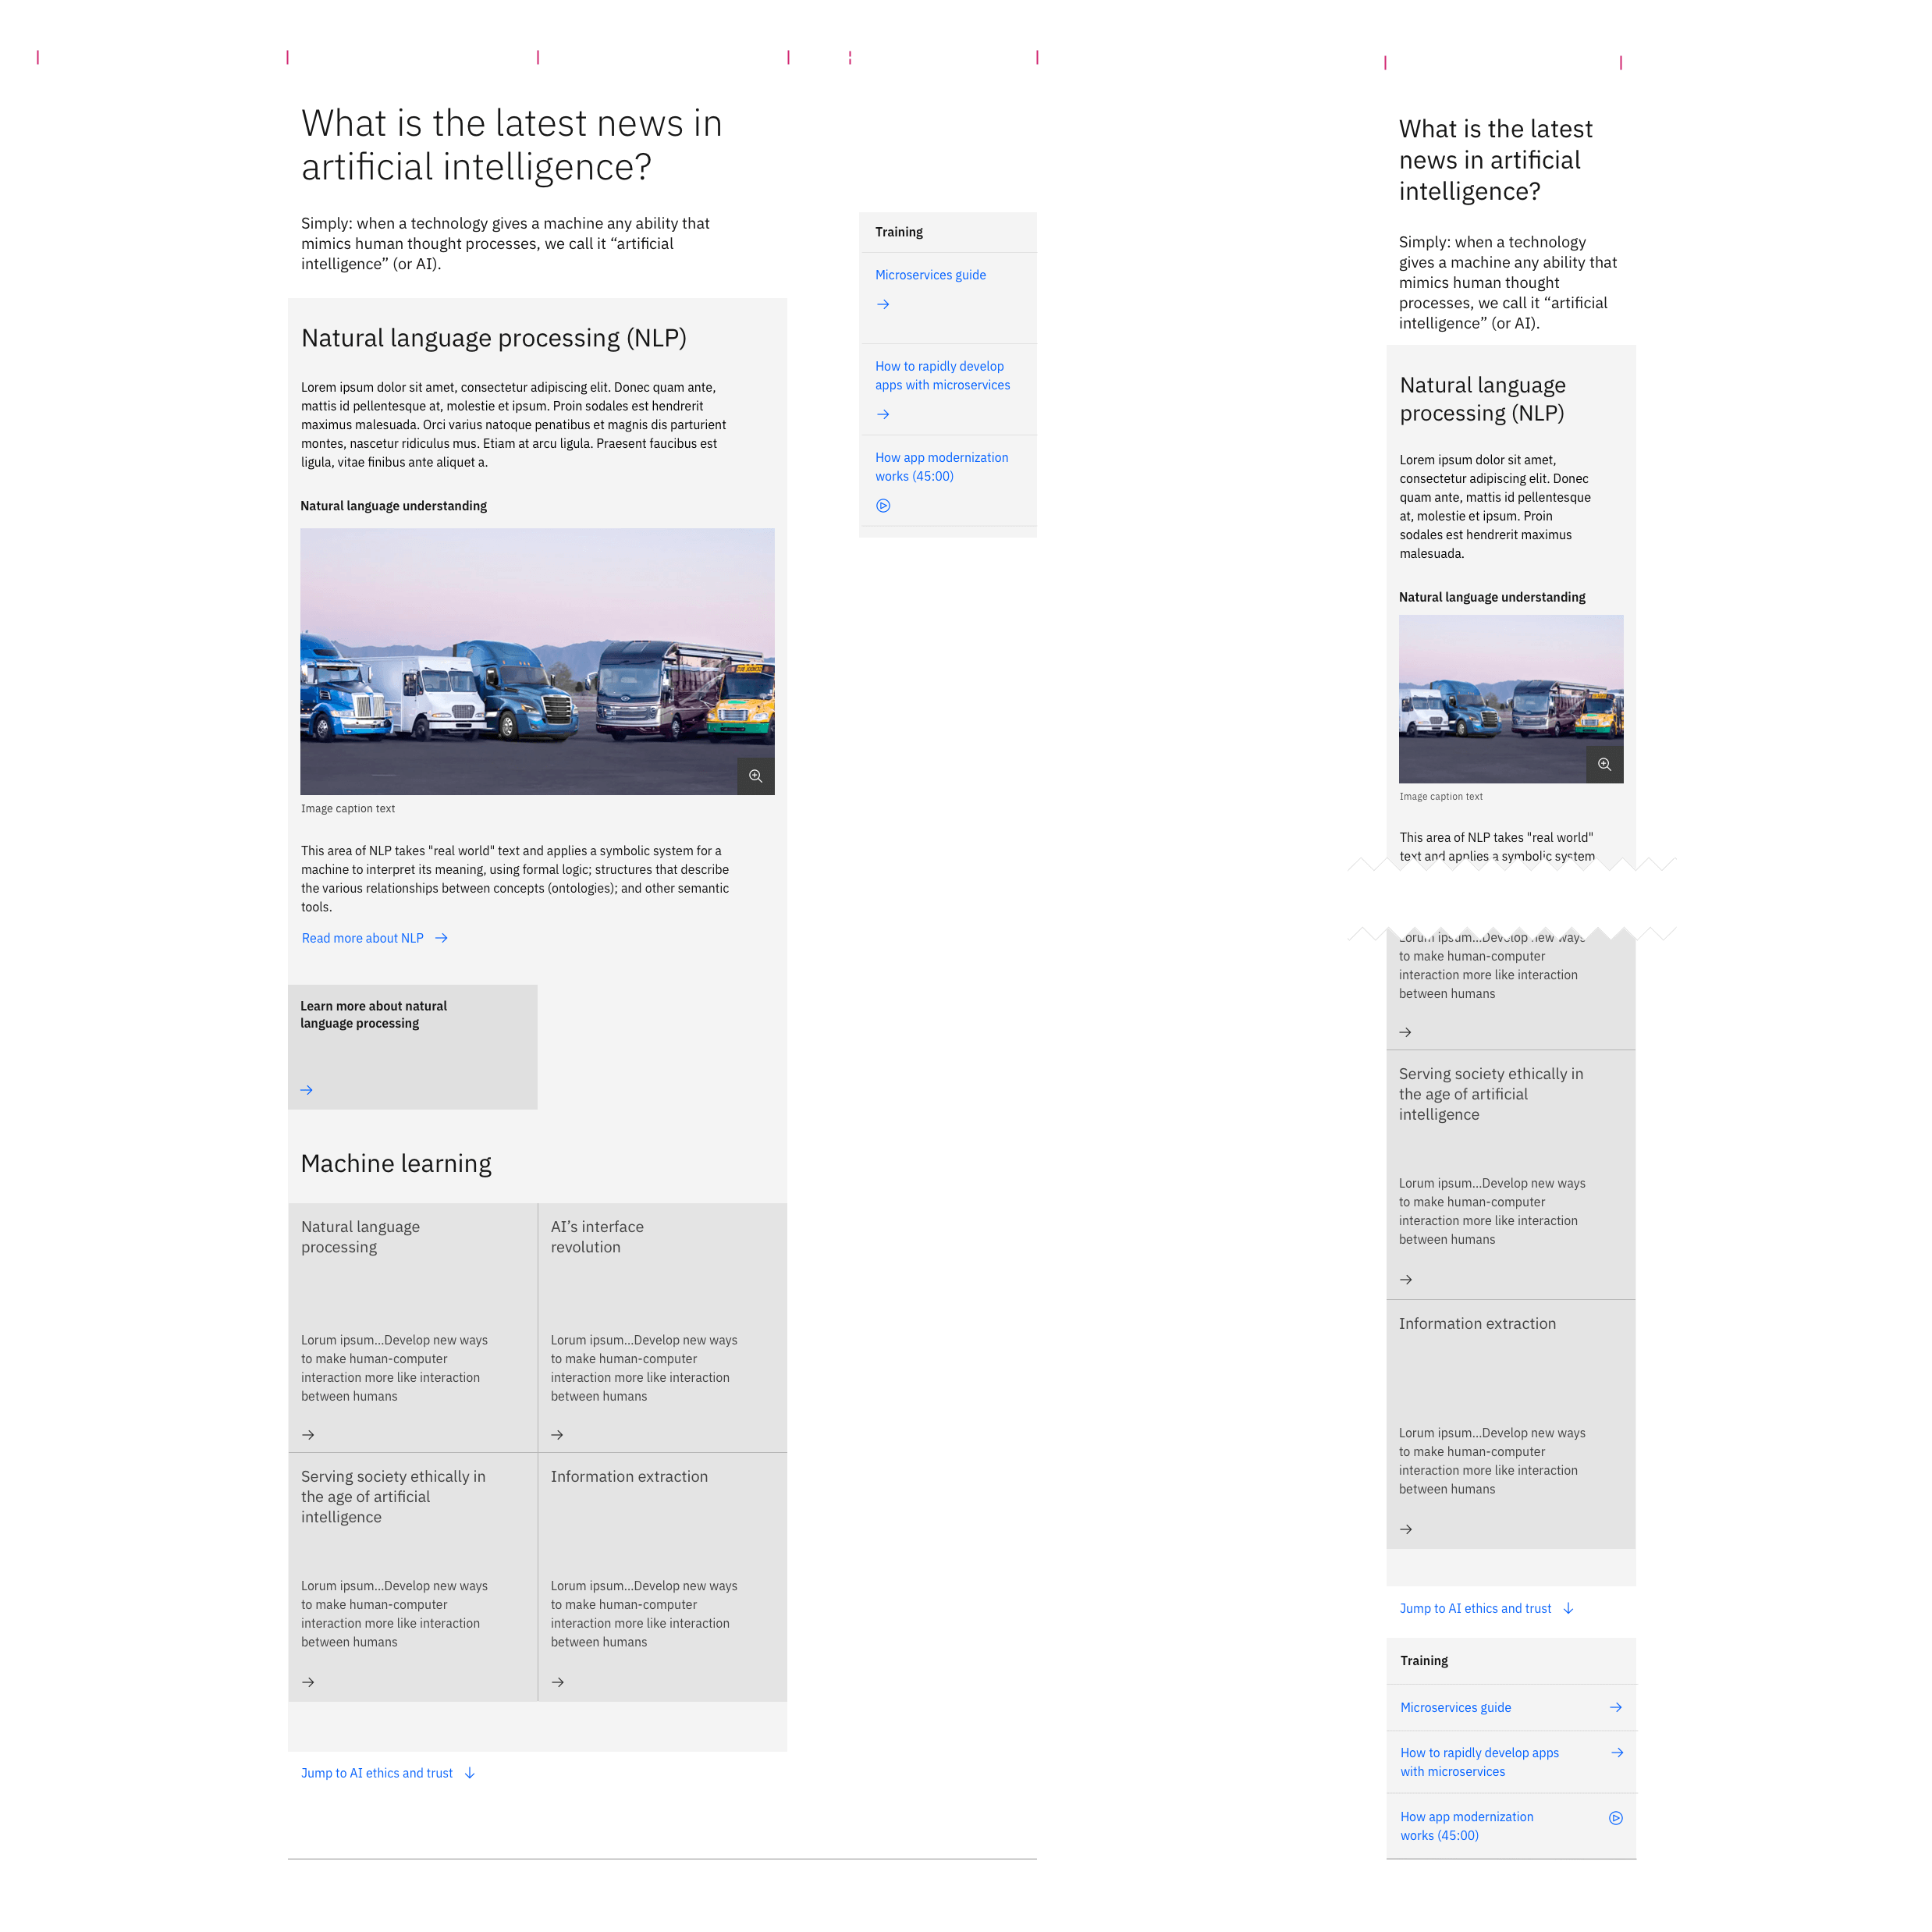 What is the latest news in
artificial intelligence?
Simply: when a technology gives a machine any ability that
mimics human thought processes, we call it “artificial
intelligence” (or AI).
Natural language processing (NLP)
Lorem ipsum dolor sit amet, consectetur adipiscing elit. Donec quam ante,
mattis id pellentesque at, molestie et ipsum. Proin sodales est hendrerit
maximus malesuada. Orci varius natoque penatibus et magnis dis parturient
montes, nascetur ridiculus mus. Etiam at arcu ligula. Praesent faucibus est
ligula, vitae finibus ante aliquet a.
Natural language understanding
Image caption text
This area of NLP takes "real world" text and applies a symbolic system for a
machine to interpret its meaning, using formal logic; structures that describe
the various relationships between concepts (ontologies); and other semantic
tools.
Read more about NLP
Learn more about natural
language processing
Machine learning
Natural language
processing
Lorum ipsum...Develop new ways
to make human-computer
interaction more like interaction
between humans
AI’s interface
revolution
Lorum ipsum...Develop new ways
to make human-computer
interaction more like interaction
between humans
Serving society ethically in
the age of artificial
intelligence
Lorum ipsum...Develop new ways
to make human-computer
interaction more like interaction
between humans
Information extraction
Lorum ipsum...Develop new ways
to make human-computer
interaction more like interaction
between humans
Jump to AI ethics and trust
Training
Microservices guide
How to rapidly develop
apps with microservices
How app modernization
works (45:00)
What is the latest
news in artificial
intelligence?
Simply: when a technology
gives a machine any ability that
mimics human thought
processes, we call it “artificial
intelligence” (or AI).
Natural language
processing (NLP)
Lorem ipsum dolor sit amet,
consectetur adipiscing elit. Donec
quam ante, mattis id pellentesque
at, molestie et ipsum. Proin
sodales est hendrerit maximus
malesuada.
Natural language understanding
Image caption text
This area of NLP takes "real world"
text and applies a symbolic system
Lorum ipsum...Develop new ways
to make human-computer
interaction more like interaction
between humans
Serving society ethically in
the age of artificial
intelligence
Lorum ipsum...Develop new ways
to make human-computer
interaction more like interaction
between humans
Information extraction
Lorum ipsum...Develop new ways
to make human-computer
interaction more like interaction
between humans
Jump to AI ethics and trust
Training
Microservices guide
How to rapidly develop apps
with microservices
How app modernization
works (45:00)